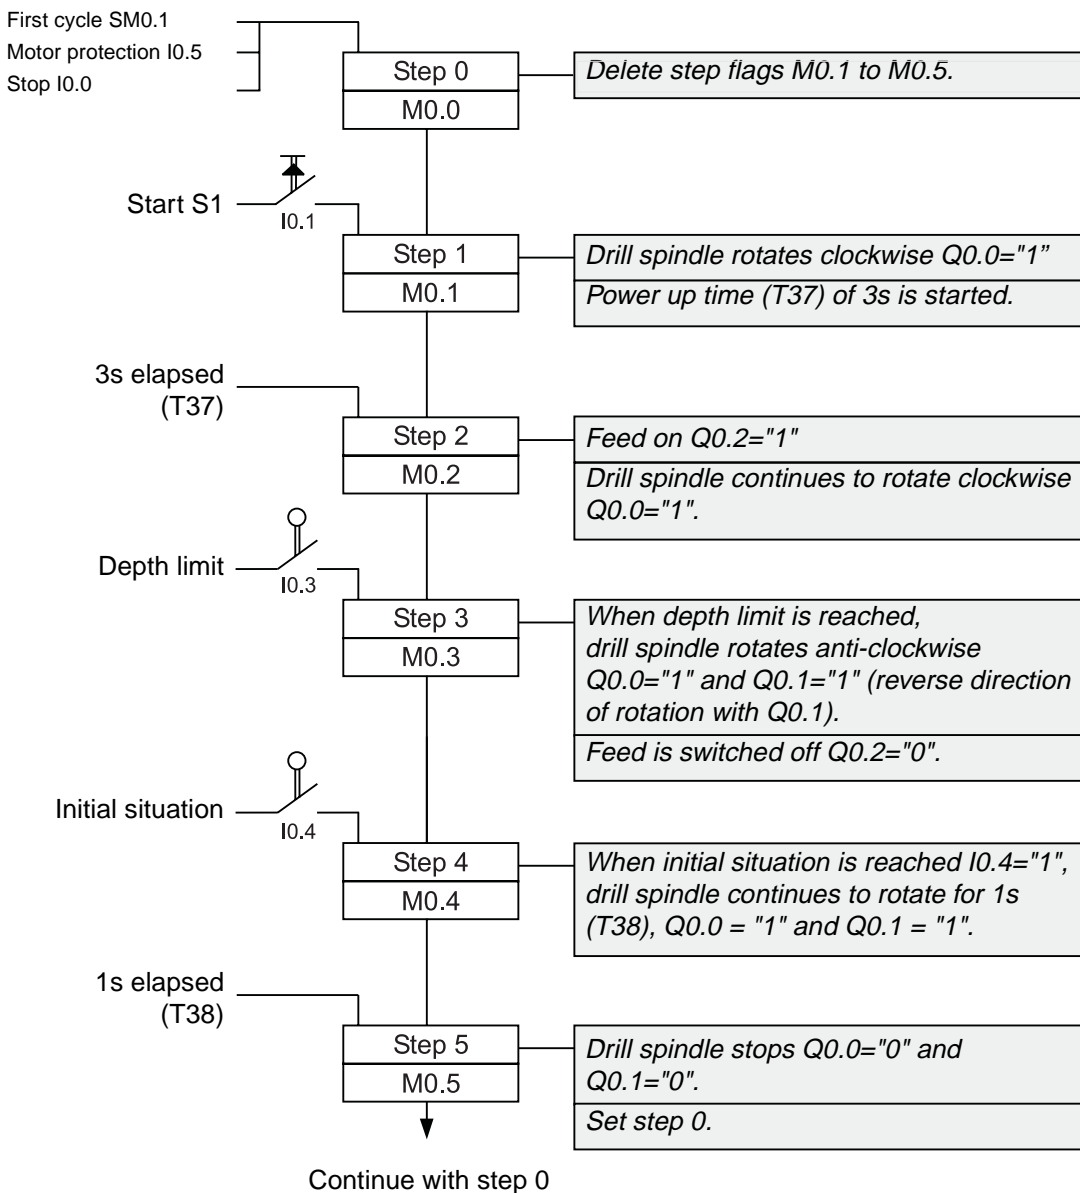 First cycle SM0.1
Motor protection I0.5
Stop I0.0
Step 0
M0.0
Delete step flags M0.1 to M0.5.
Start S1
I0.1
Step 1
M0.1
Drill spindle rotates clockwise Q0.0="1”
Power up time (T37) of 3s is started.
3s elapsed
(T37)
Step 2
M0.2
Feed on Q0.2="1"
Drill spindle continues to rotate clockwise
Q0.0="1".
Depth limit
I0.3
Step 3
M0.3
When depth limit is reached,
drill spindle rotates anti-clockwise
Q0.0="1" and Q0.1="1" (reverse direction
of rotation with Q0.1).
Feed is switched off Q0.2="0".
Initial situation
I0.4
Step 4
M0.4
When initial situation is reached I0.4="1",
drill spindle continues to rotate for 1s
(T38), Q0.0 = "1" and Q0.1 = "1".
1s elapsed
(T38)
Step 5
M0.5
Drill spindle stops Q0.0="0" and
Q0.1="0".
Set step 0.
Continue with step 0